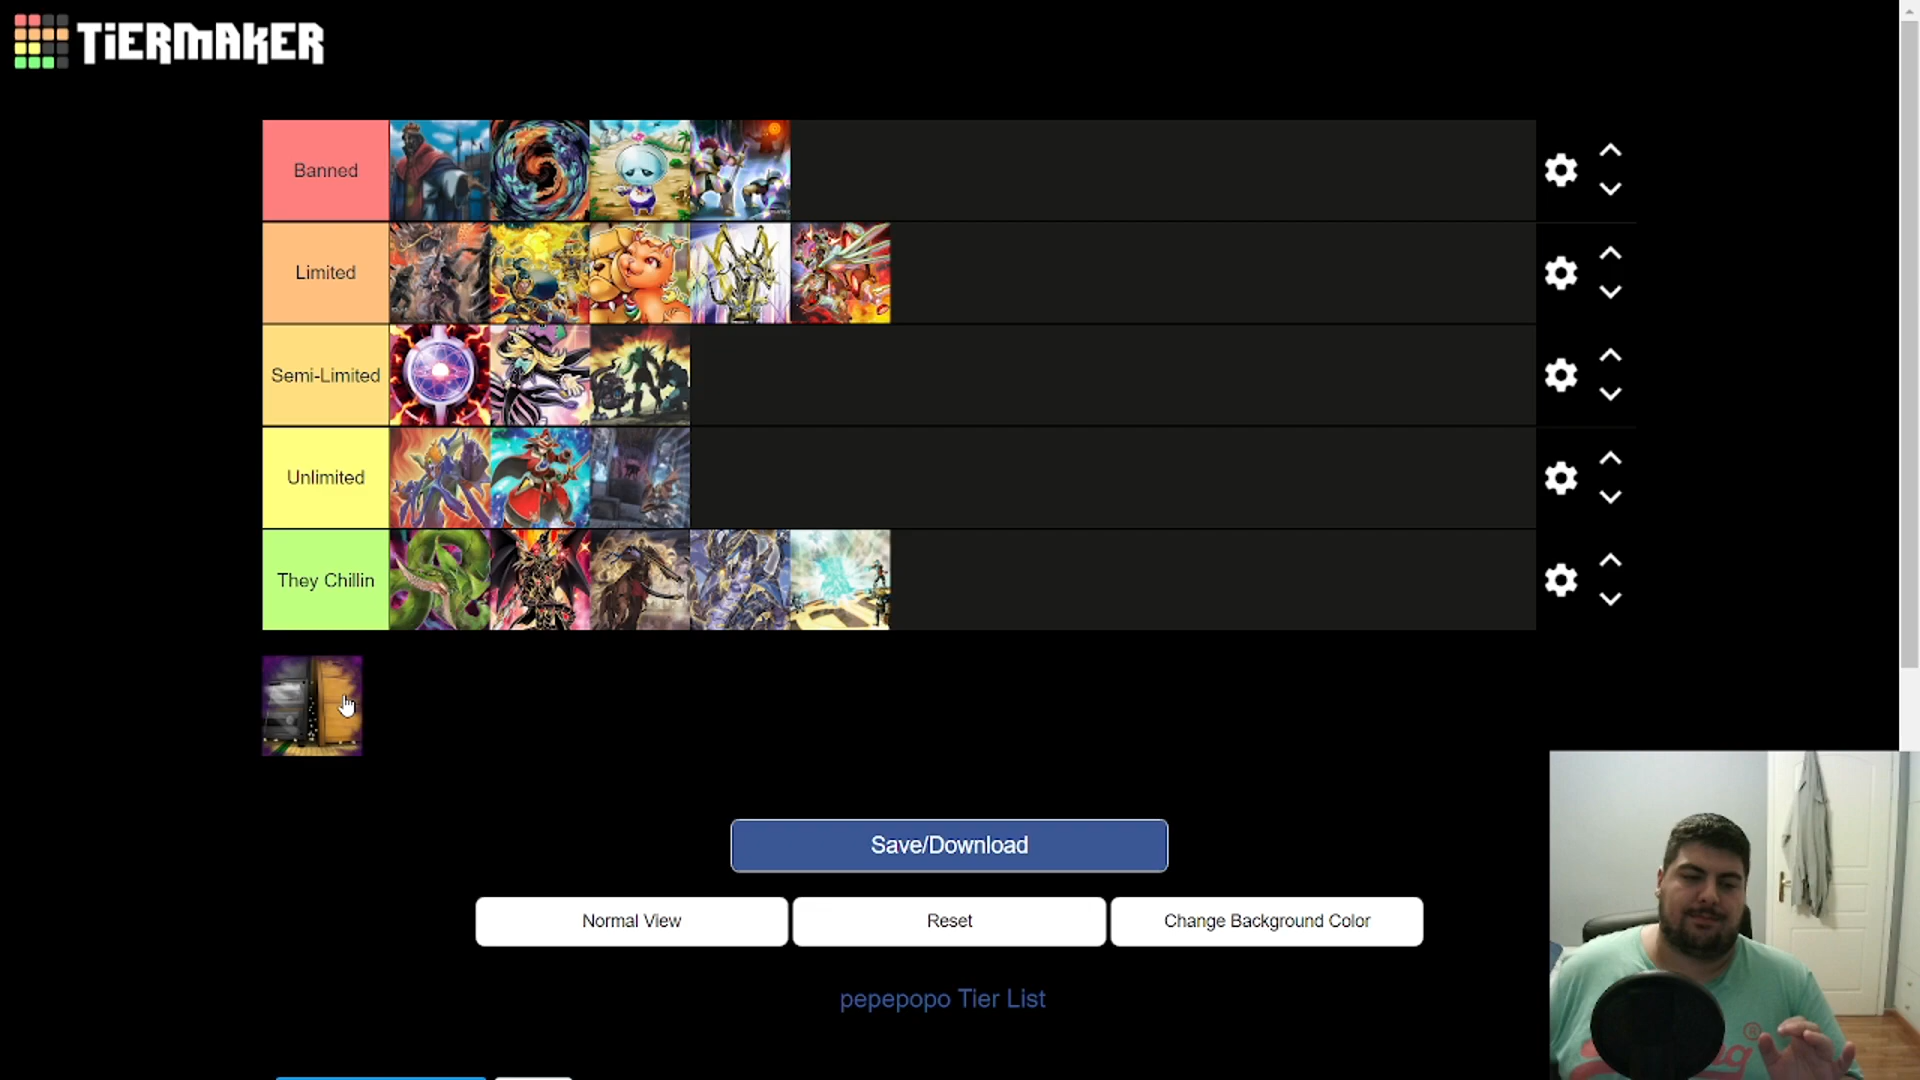 TiERMAKER
Banned
Limited
Semi-Limited
Unlimited
They Chillin
Save/Download
Normal View
Reset
Change Background Color
pepepopo Tier List